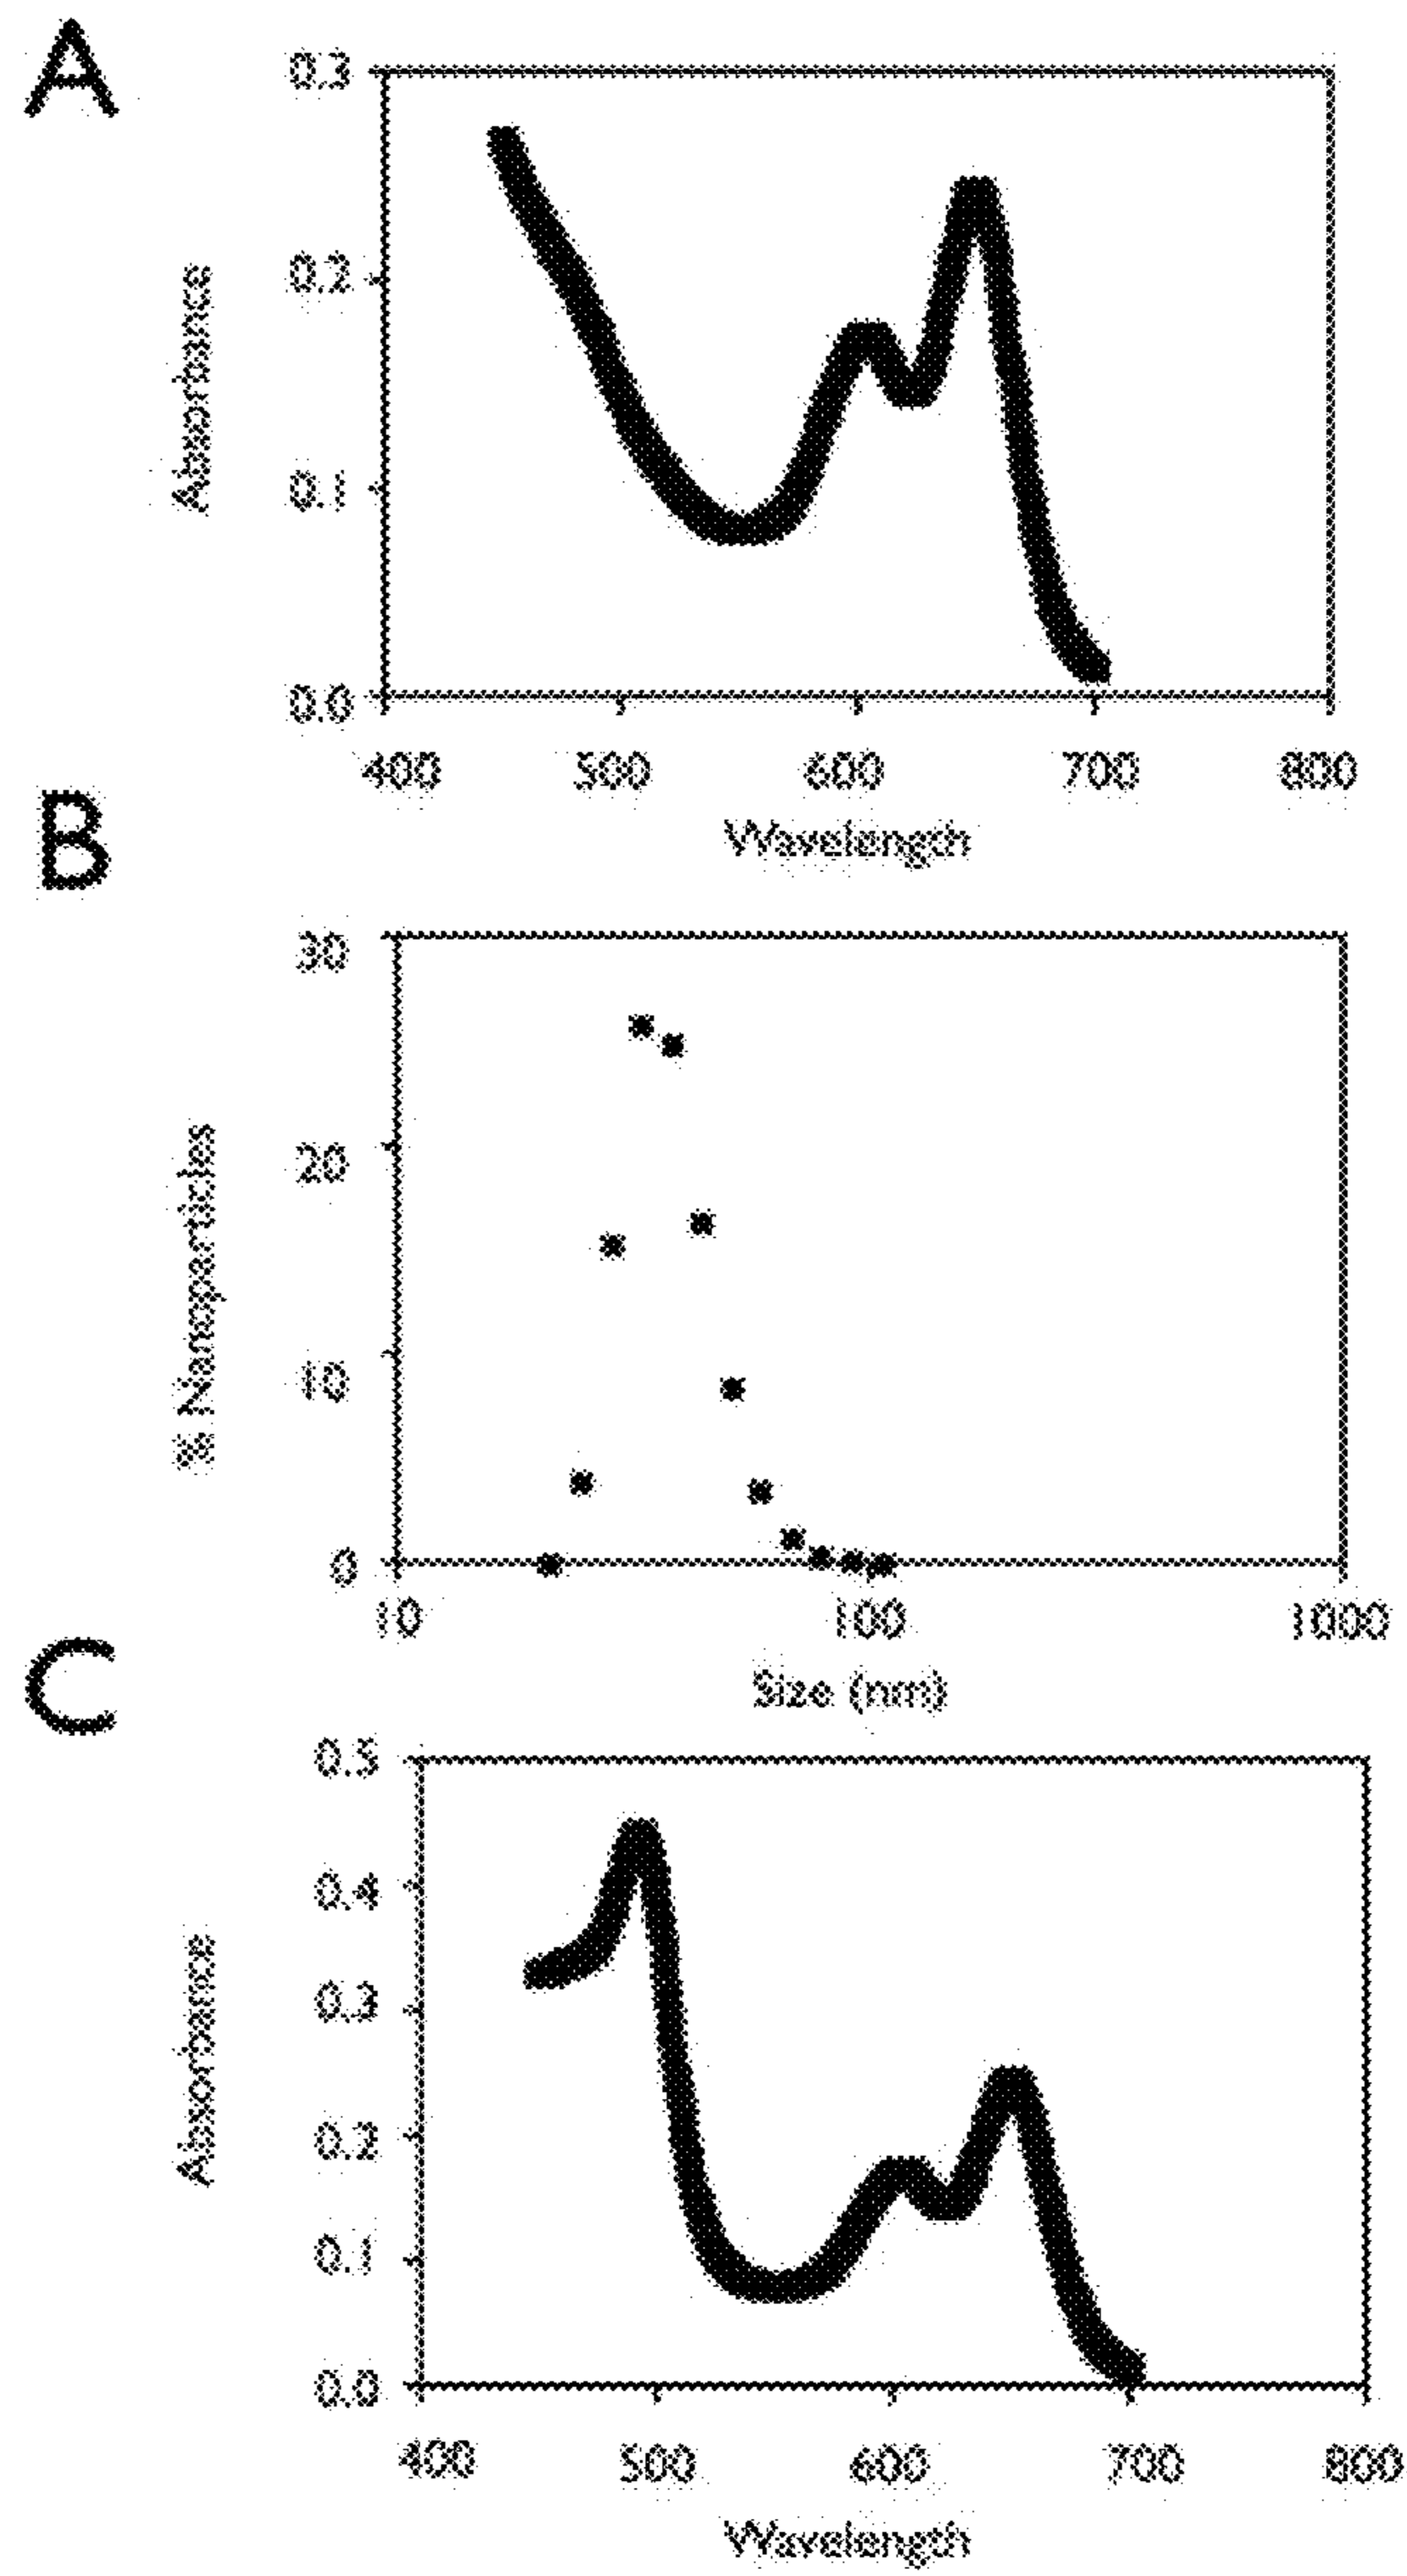 A
0.3
0.2
0.1
0.0
Absorbance
400 500 600 700 800
Wavelength
B
30
20
10
0
% Nanoparticles
10 100 1000
Size (nm)
C
0.5
0.4
0.3
0.2
0.1
0.0
Absorbance
400 500 600 700 800
Wavelength